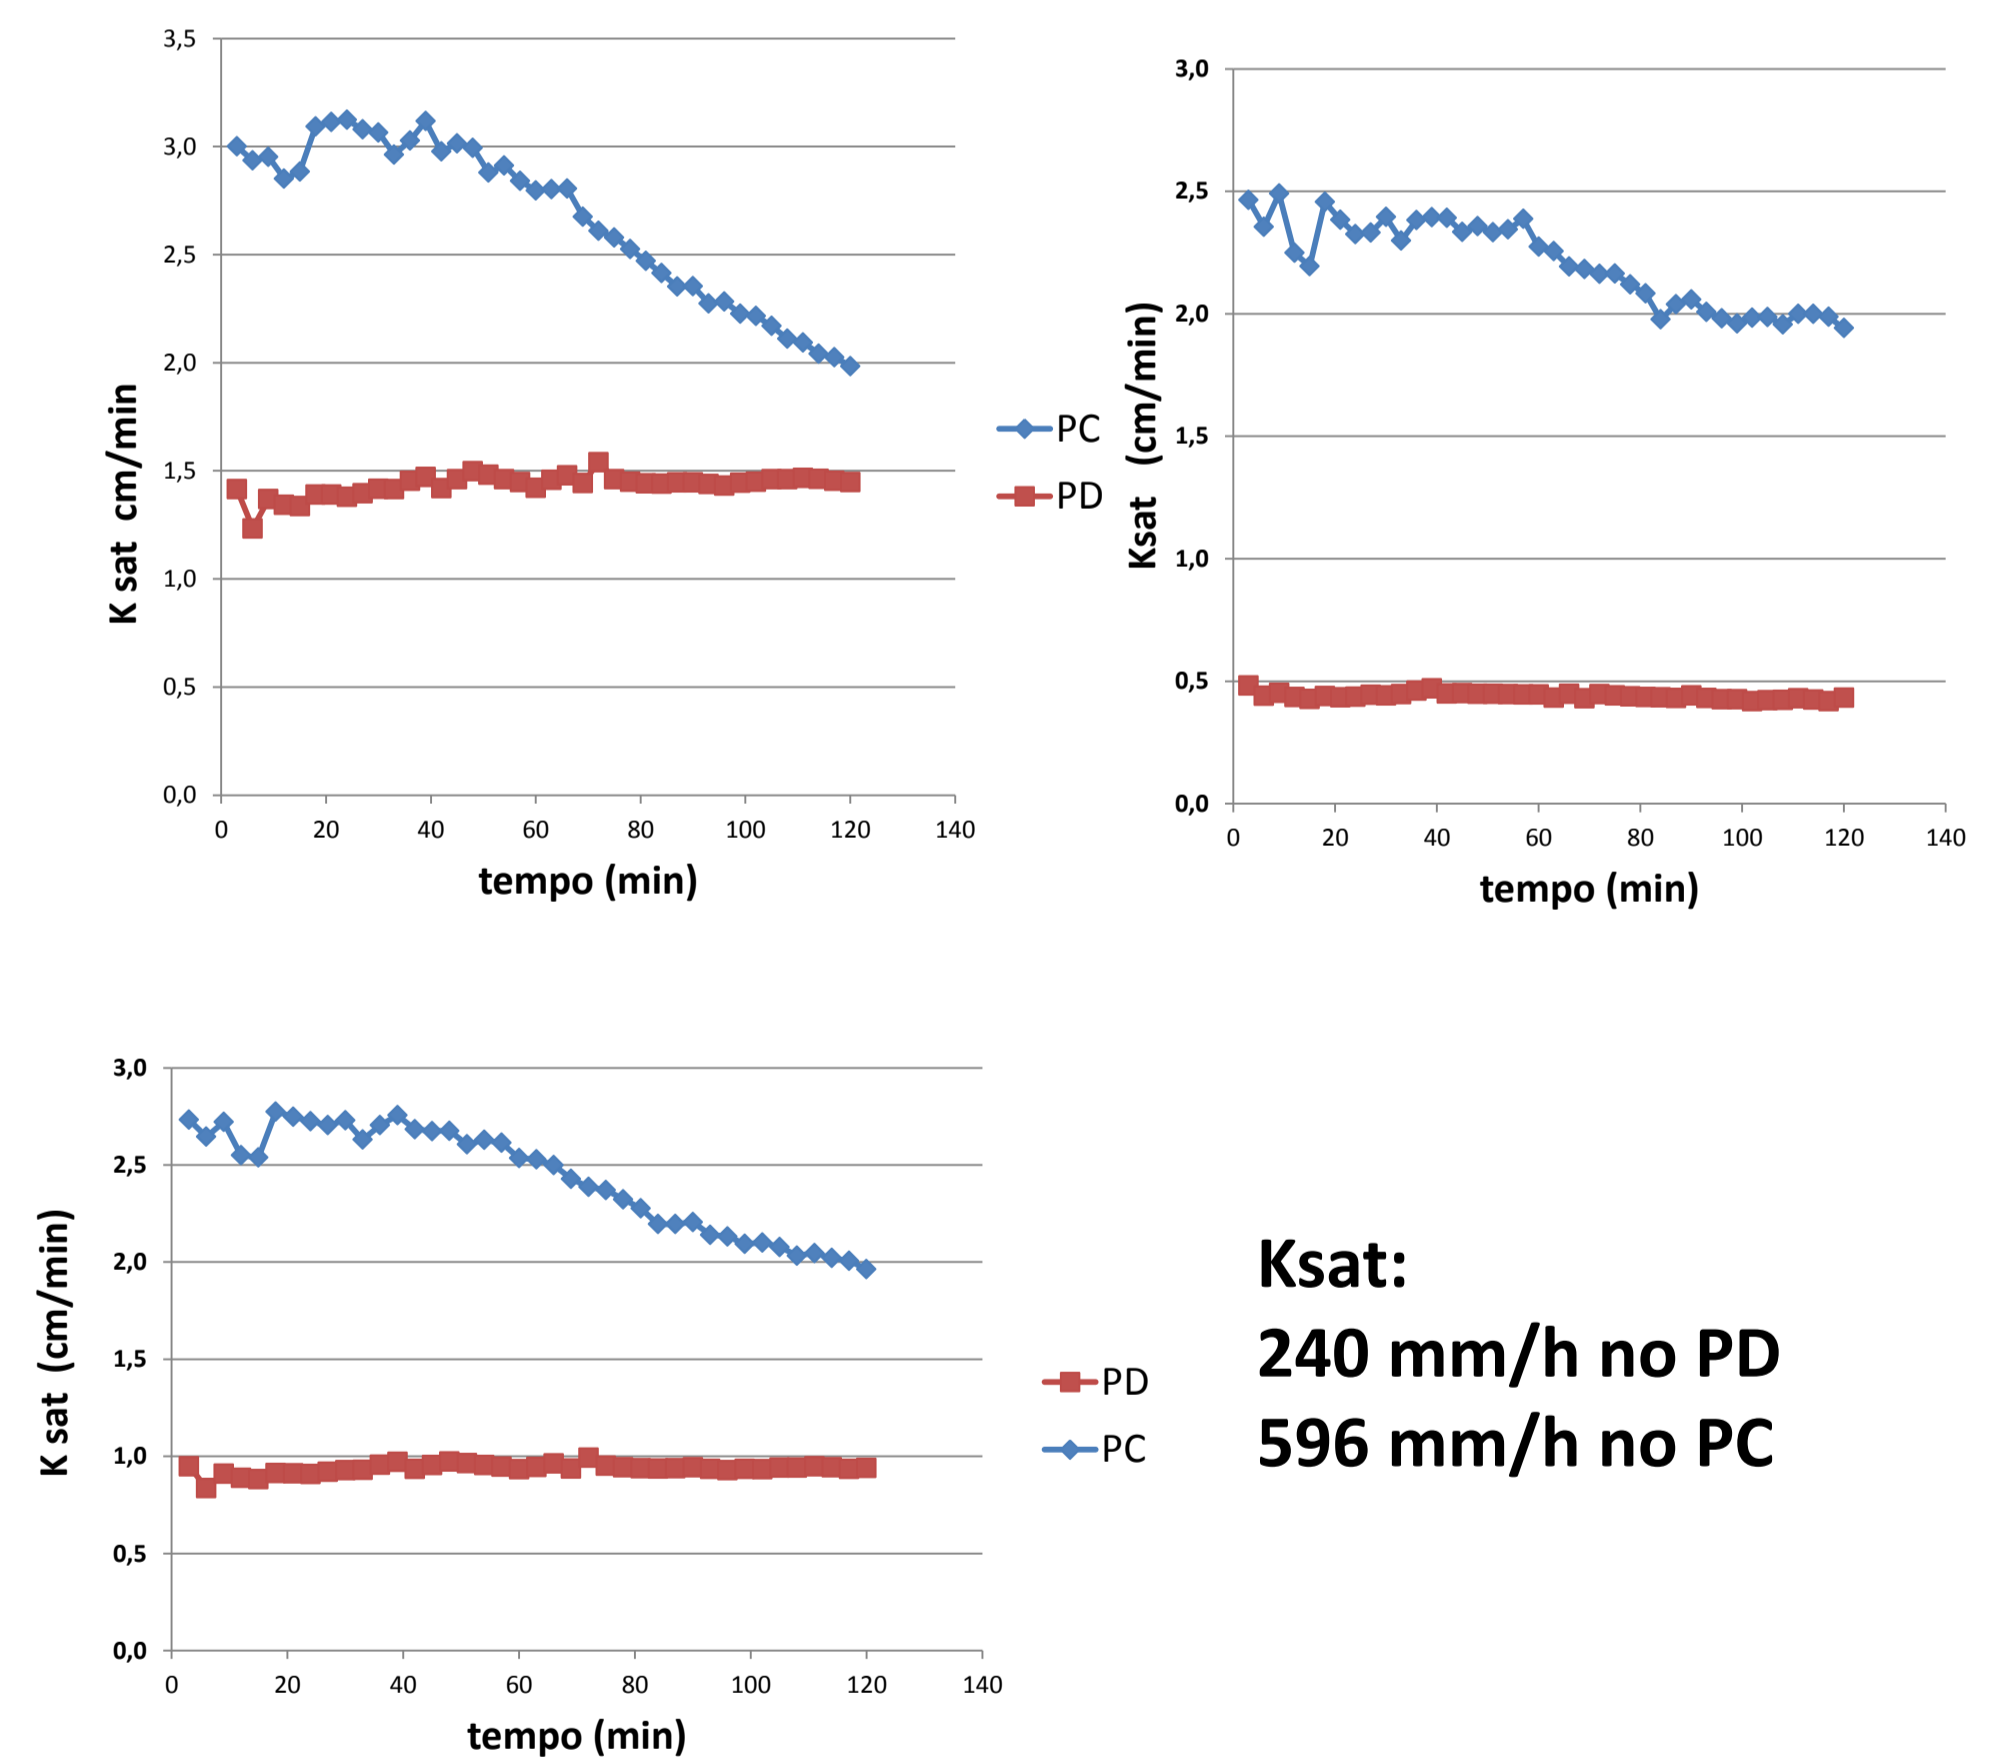 3,5
3,0
2,5
2,0
1,5
1,0
0,5
0,0
K sat cm/min
0 20 40 60 80 100 120 140
tempo (min)
PC
PD
3,0
2,5
2,0
1,5
1,0
0,5
0,0
Ksat (cm/min)
0 20 40 60 80 100 120 140
tempo (min)
3,0
2,5
2,0
1,5
1,0
0,5
0,0
K sat (cm/min)
0 20 40 60 80 100 120 140
tempo (min)
PD
PC
Ksat:
240 mm/h no PD
596 mm/h no PC